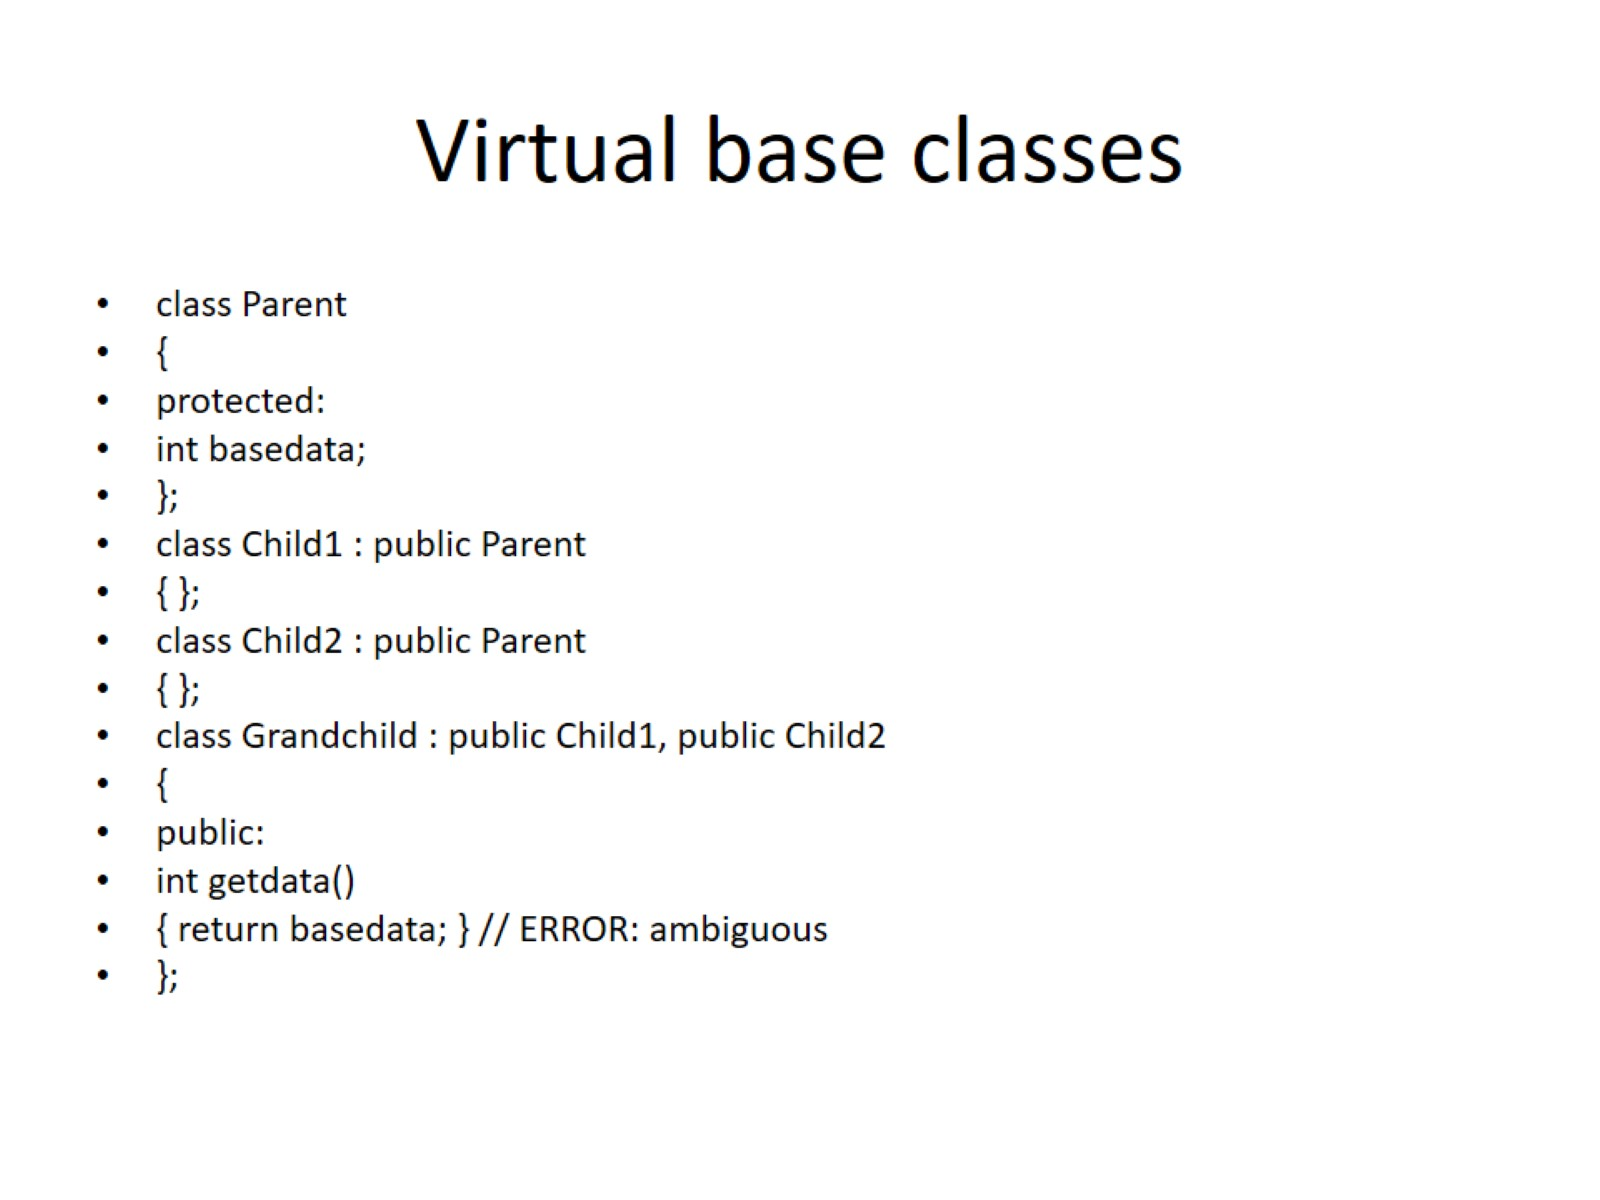 Virtual base classes
• class Parent
• {
• protected:
• int basedata;
• };
• class Child1 : public Parent
• { };
• class Child2 : public Parent
• { };
• class Grandchild : public Child1, public Child2
• {
• public:
• int getdata()
• { return basedata; } // ERROR: ambiguous
• };